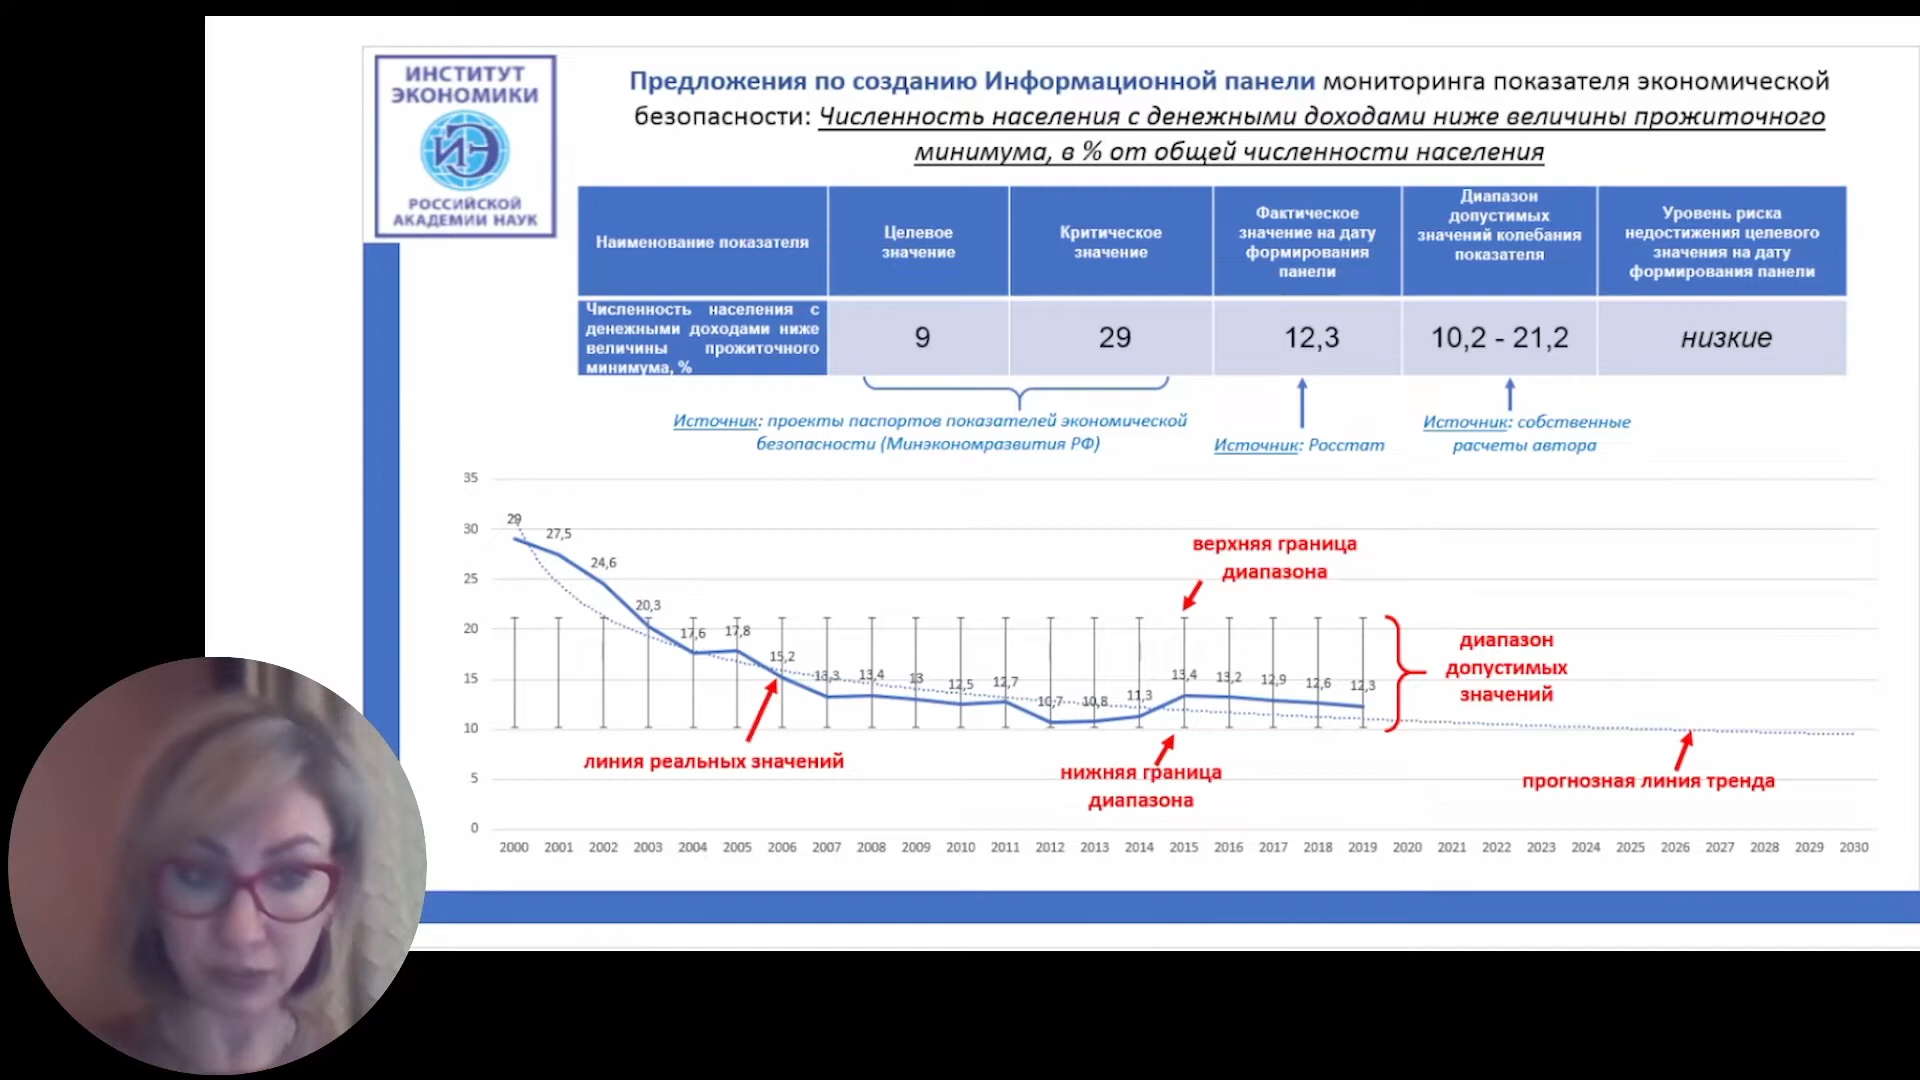 ИНСТИТУТ
ЭКОНОМИКИ
ИЭ
РОССИЙСКОЙ
АКАДЕМИИ НАУК
Предложения по созданию Информационной панели мониторинга показателя экономической
безопасности: Численность населения с денежными доходами ниже величины прожиточного
минимума, в % от общей численности населения
Наименование показателя
Целевое
значение
Критическое
значение
Фактическое
значение на дату
формирования
панели
Диапазон
допустимых
значений колебания
показателя
Уровень риска
недостижения целевого
значения на дату
формирования панели
Численность населения с
денежными доходами ниже
величины прожиточного
минимума, %
9
29
12,3
10,2 - 21,2
низкие
Источник: проекты паспортов показателей экономической
безопасности (Минэкономразвития РФ)
Источник: Росстат
Источник: собственные
расчеты автора
35
30
25
20
15
10
5
0
29
27,5
24,6
20,3
17,6
17,8
15,2
13,3
13,4
13
12,5
12,7
10,7
10,8
11,3
13,4
13,2
12,9
12,6
12,3
верхняя граница
диапазона
диапазон
допустимых
значений
линия реальных значений
нижняя граница
диапазона
прогнозная линия тренда
2000 2001 2002 2003 2004 2005 2006 2007 2008 2009 2010 2011 2012 2013 2014 2015 2016 2017 2018 2019 2020 2021 2022 2023 2024 2025 2026 2027 2028 2029 2030